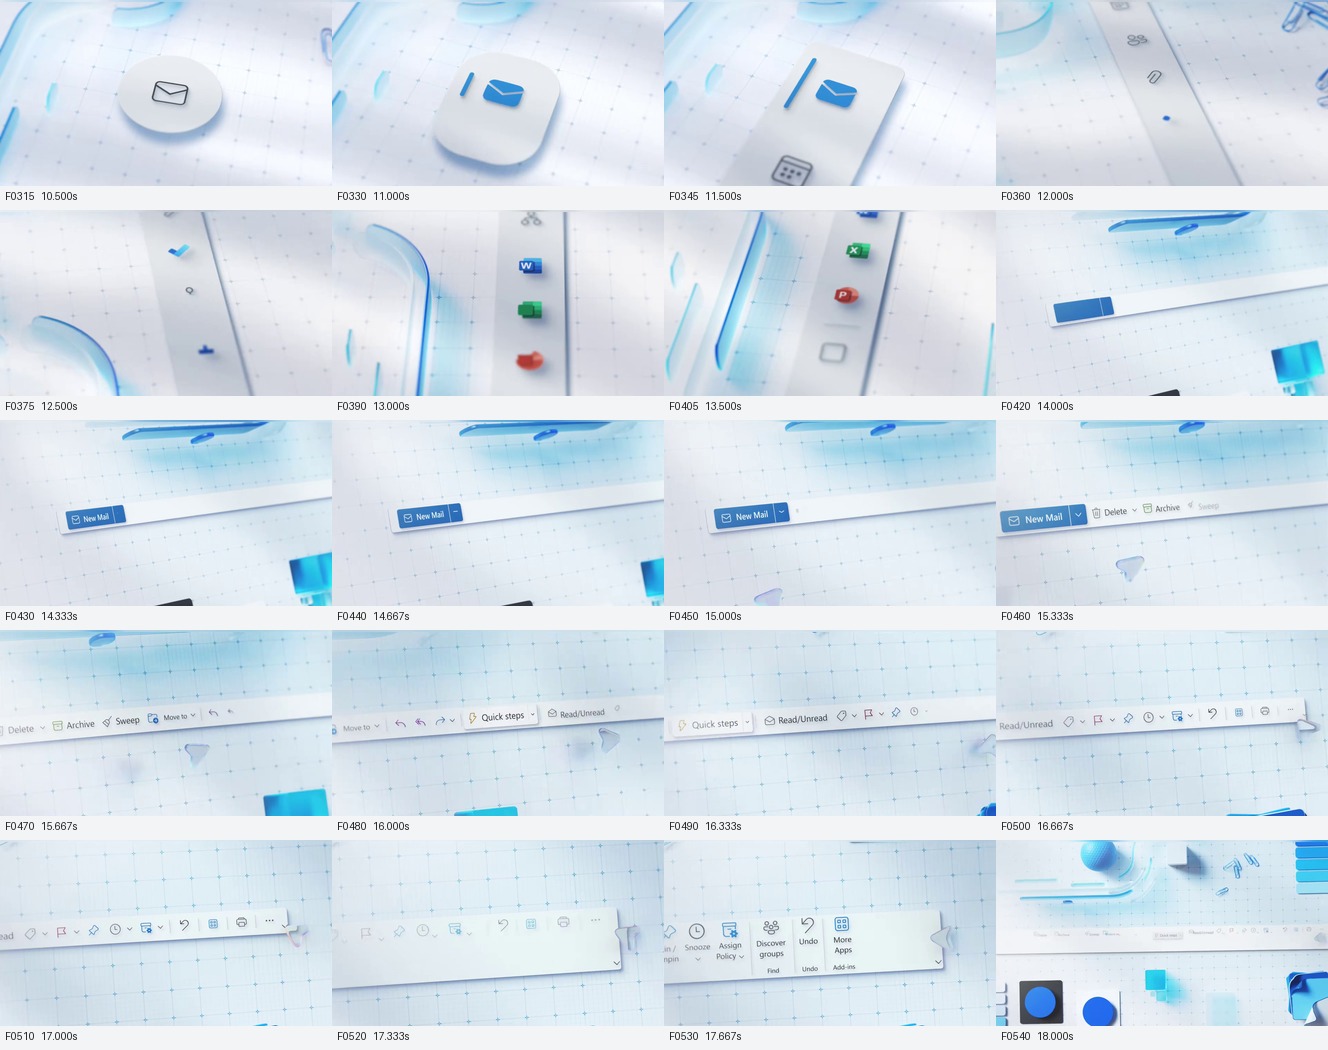 F0315 10.500s
F0330 11.000s
F0345 11.500s
F0360 12.000s
W
X
P
F0375 12.500s
F0390 13.000s
F0405 13.500s
F0420 14.000s
New Mail
New Mail
New Mail
New Mail Delete Archive Sweep
F0430 14.333s
F0440 14.667s
F0450 15.000s
F0460 15.333s
Delete Archive Sweep Move to
Move to Quick steps Read/Unread
Quick steps Read/Unread
Read/Unread
F0470 15.667s
F0480 16.000s
F0490 16.333s
F0500 16.667s
ead
Snooze
Assign
Policy
Discover
groups
Undo
More
Apps
Find
Undo
Add-ins
F0510 17.000s
F0520 17.333s
F0530 17.667s
F0540 18.000s